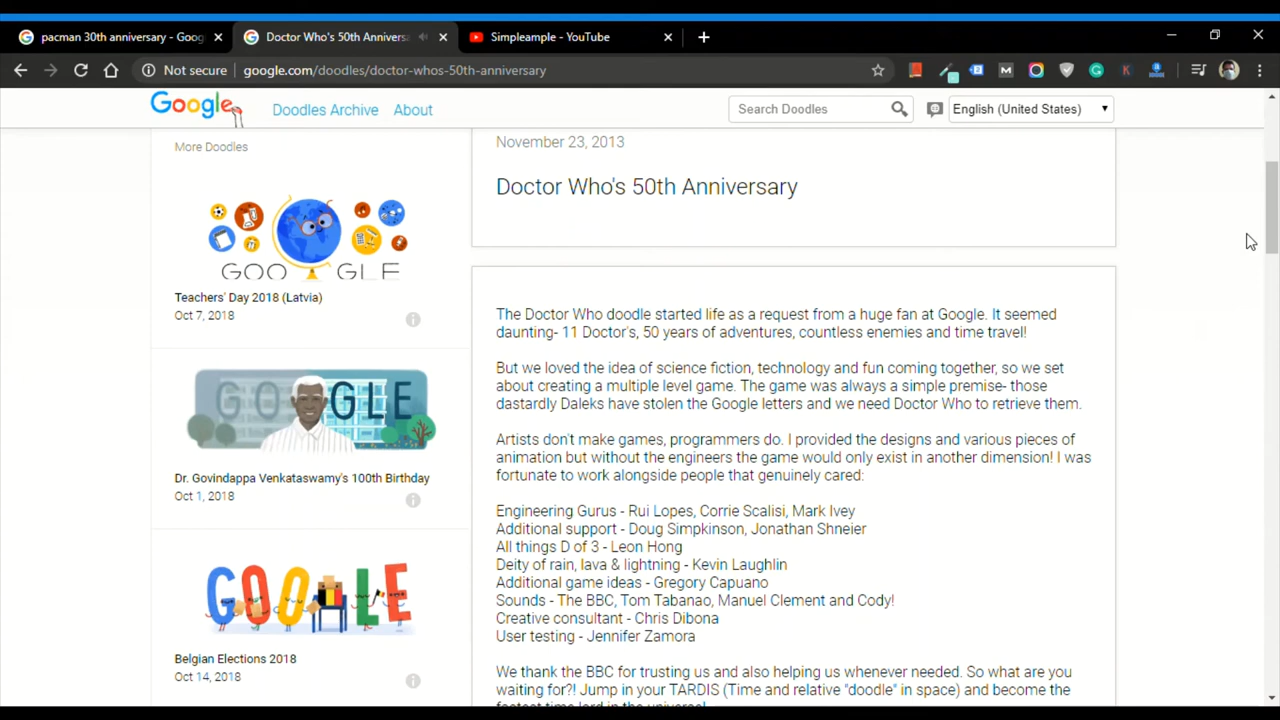 pacman 30th anniversary - Goog
Doctor Who's 50th Anniversa
Simpleample - YouTube
Not secure
google.com/doodles/doctor-whos-50th-anniversary
Google
Doodles Archive
About
Search Doodles
English (United States)
More Doodles
GOO GLE
Teachers' Day 2018 (Latvia)
Oct 7, 2018
GOOGLE
Dr. Govindappa Venkataswamy's 100th Birthday
Oct 1, 2018
GOOGLE
Belgian Elections 2018
Oct 14, 2018
November 23, 2013
Doctor Who's 50th Anniversary
The Doctor Who doodle started life as a request from a huge fan at Google. It seemed
daunting- 11 Doctor's, 50 years of adventures, countless enemies and time travel!
But we loved the idea of science fiction, technology and fun coming together, so we set
about creating a multiple level game. The game was always a simple premise- those
dastardly Daleks have stolen the Google letters and we need Doctor Who to retrieve them.
Artists don't make games, programmers do. I provided the designs and various pieces of
animation but without the engineers the game would only exist in another dimension! I was
fortunate to work alongside people that genuinely cared:
Engineering Gurus - Rui Lopes, Corrie Scalisi, Mark Ivey
Additional support - Doug Simpkinson, Jonathan Shneier
All things D of 3 - Leon Hong
Deity of rain, lava & lightning - Kevin Laughlin
Additional game ideas - Gregory Capuano
Sounds - The BBC, Tom Tabanao, Manuel Clement and Cody!
Creative consultant - Chris Dibona
User testing - Jennifer Zamora
We thank the BBC for trusting us and also helping us whenever needed. So what are you
waiting for?! Jump in your TARDIS (Time and relative "doodle" in space) and become the
fastest time lord in the universe!